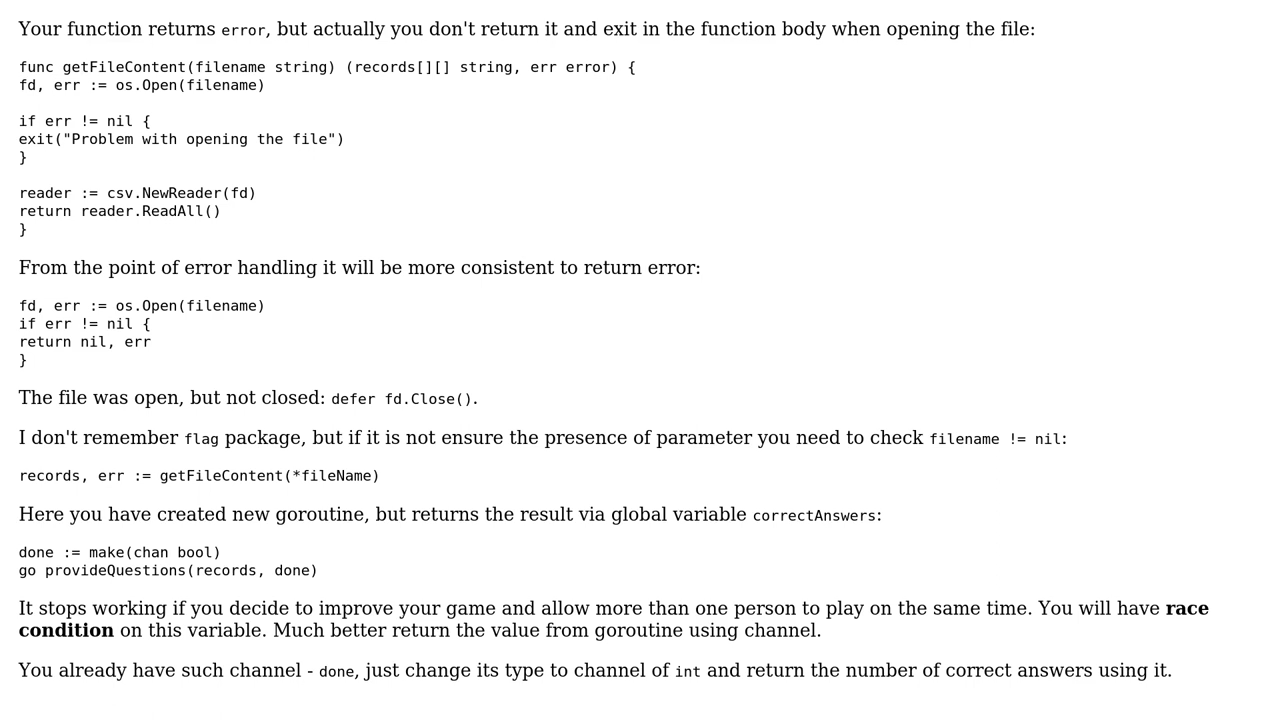 Your function returns error, but actually you don't return it and exit in the function body when opening the file:
func getFileContent(filename string) (records[][] string, err error) {
fd, err := os.Open(filename)
if err != nil {
exit("Problem with opening the file")
}
reader := csv.NewReader(fd)
return reader.ReadAll()
}
From the point of error handling it will be more consistent to return error:
fd, err := os.Open(filename)
if err != nil {
return nil, err
}
The file was open, but not closed: defer fd.Close().
I don't remember flag package, but if it is not ensure the presence of parameter you need to check filename != nil:
records, err := getFileContent(*fileName)
Here you have created new goroutine, but returns the result via global variable correctAnswers:
done := make(chan bool)
go provideQuestions(records, done)
It stops working if you decide to improve your game and allow more than one person to play on the same time. You will have race
condition on this variable. Much better return the value from goroutine using channel.
You already have such channel - done, just change its type to channel of int and return the number of correct answers using it.